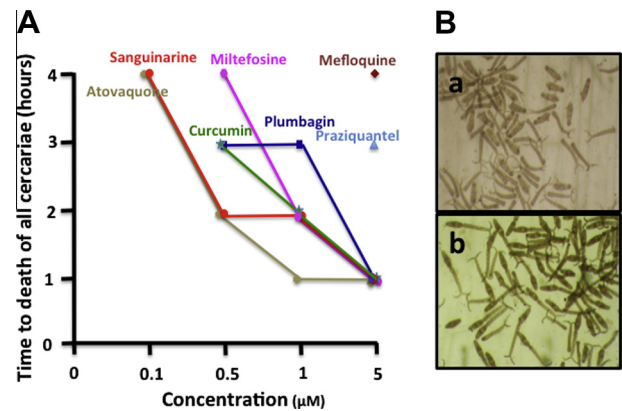 A
B
Time to death of all cercariae (hours)
4
3
2
1
0
Sanguinarine
Miltefosine
Mefloquine
Atovaquone
Curcumin
Plumbagin
Praziquantel
0
0.1
0.5
1
5
Concentration (μM)
a
b